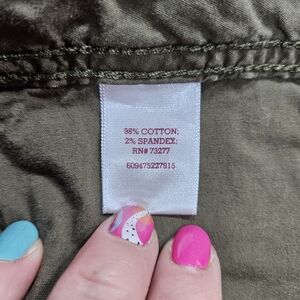 98% COTTON;
2% SPANDEX;
RN# 73277
609475227815